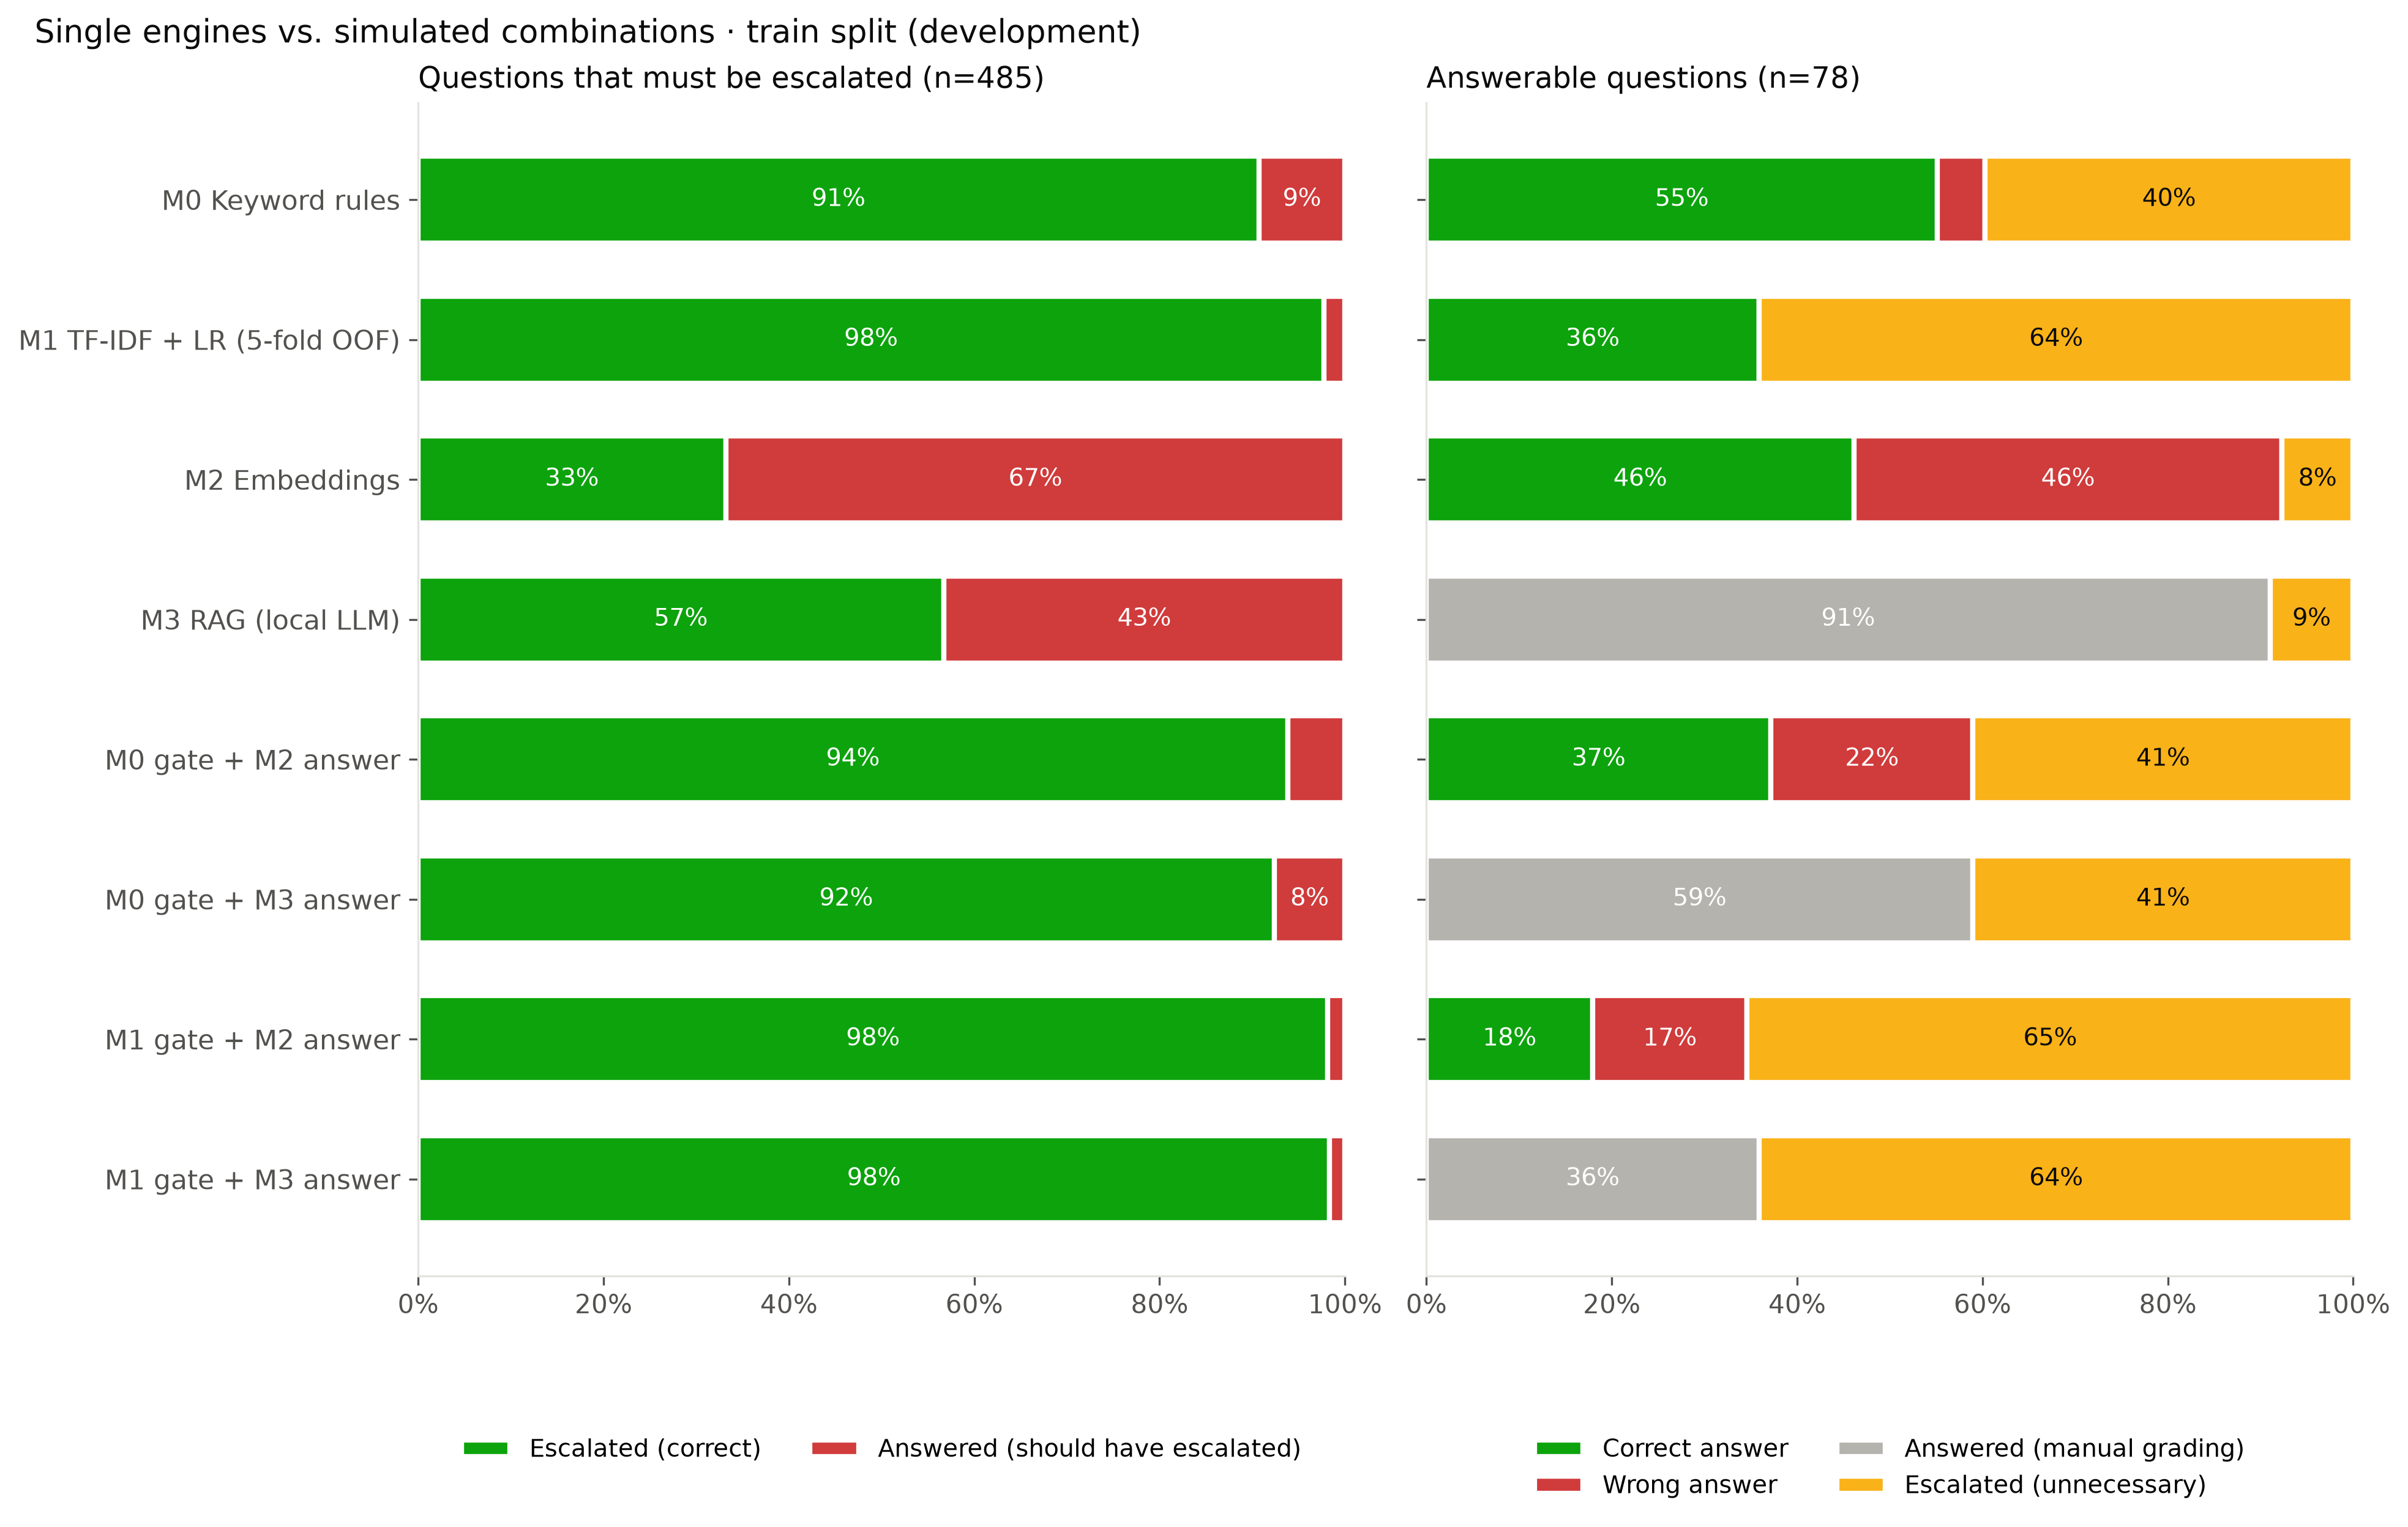 Single engines vs. simulated combinations · train split (development)
Questions that must be escalated (n=485)
Answerable questions (n=78)
M0 Keyword rules
91%
9%
55%
40%
M1 TF-IDF + LR (5-fold OOF)
98%
36%
64%
M2 Embeddings
33%
67%
46%
46%
8%
M3 RAG (local LLM)
57%
43%
91%
9%
M0 gate + M2 answer
94%
37%
22%
41%
M0 gate + M3 answer
92%
8%
59%
41%
M1 gate + M2 answer
98%
18%
17%
65%
M1 gate + M3 answer
98%
36%
64%
0% 20% 40% 60% 80% 100%
0% 20% 40% 60% 80% 100%
Escalated (correct)
Answered (should have escalated)
Correct answer
Wrong answer
Answered (manual grading)
Escalated (unnecessary)